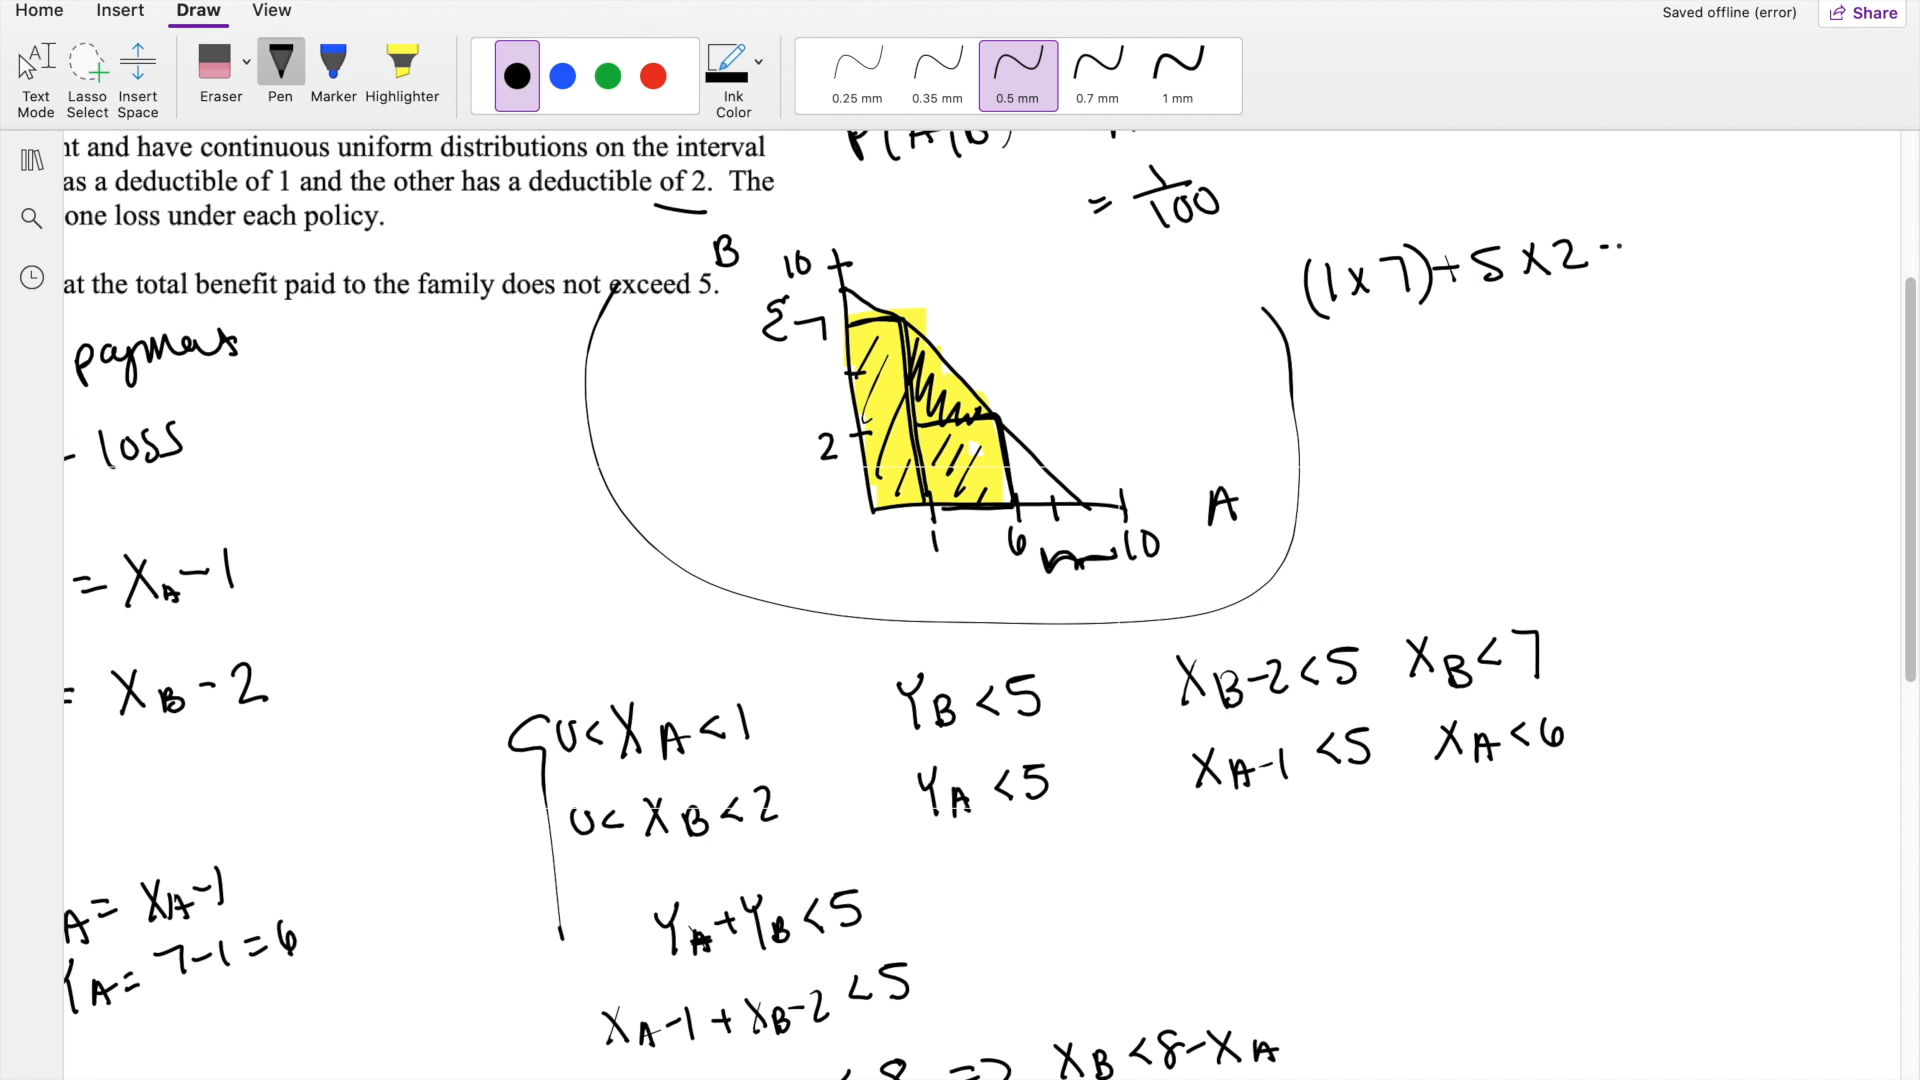 Home Insert Draw View
Saved offline (error) Share
Text Mode
Lasso Select
Insert Space
Eraser
Pen
Marker
Highlighter
Ink Color
0.25 mm
0.35 mm
0.5 mm
0.7 mm
1 mm
nt and have continuous uniform distributions on the interval
as a deductible of 1 and the other has a deductible of 2. The
one loss under each policy.
at the total benefit paid to the family does not exceed 5.
= 1/100
(1 x 7) + 5 x 2 --
B
10
7
2
1
6
10
A
payment
- loss
= XA - 1
= XB - 2
0 < XA < 1
YB < 5
XB - 2 < 5
XB < 7
0 < XB < 2
YA < 5
XA - 1 < 5
XA < 6
A = XA - 1
YA = 7 - 1 = 6
YA + YB < 5
XA - 1 + XB - 2 < 5
< 8 => XB < 8 - XA